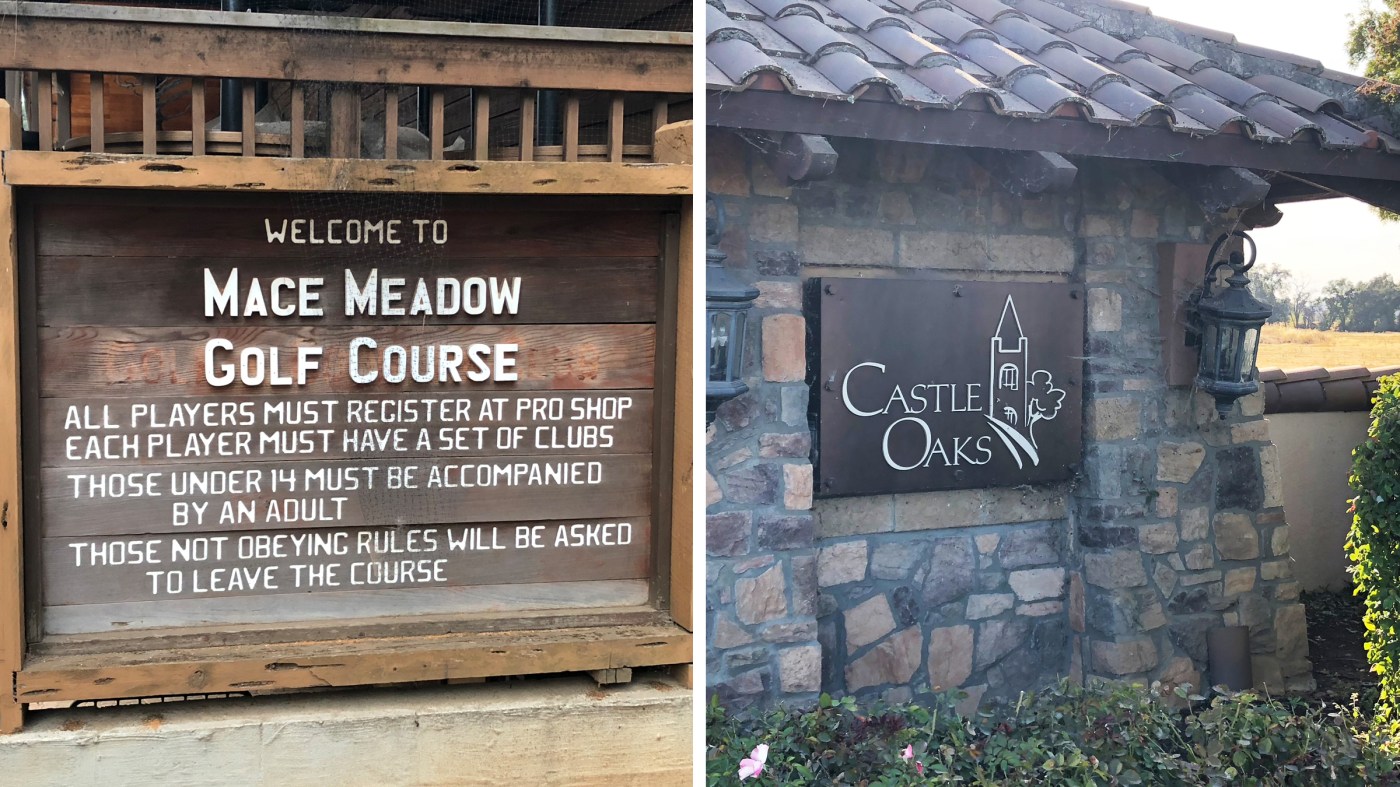 WELCOME TO
MACE MEADOW
GOLF COURSE
ALL PLAYERS MUST REGISTER AT PRO SHOP
EACH PLAYER MUST HAVE A SET OF CLUBS
THOSE UNDER 14 MUST BE ACCOMPANIED
BY AN ADULT
THOSE NOT OBEYING RULES WILL BE ASKED
TO LEAVE THE COURSE
CASTLE
OAKS